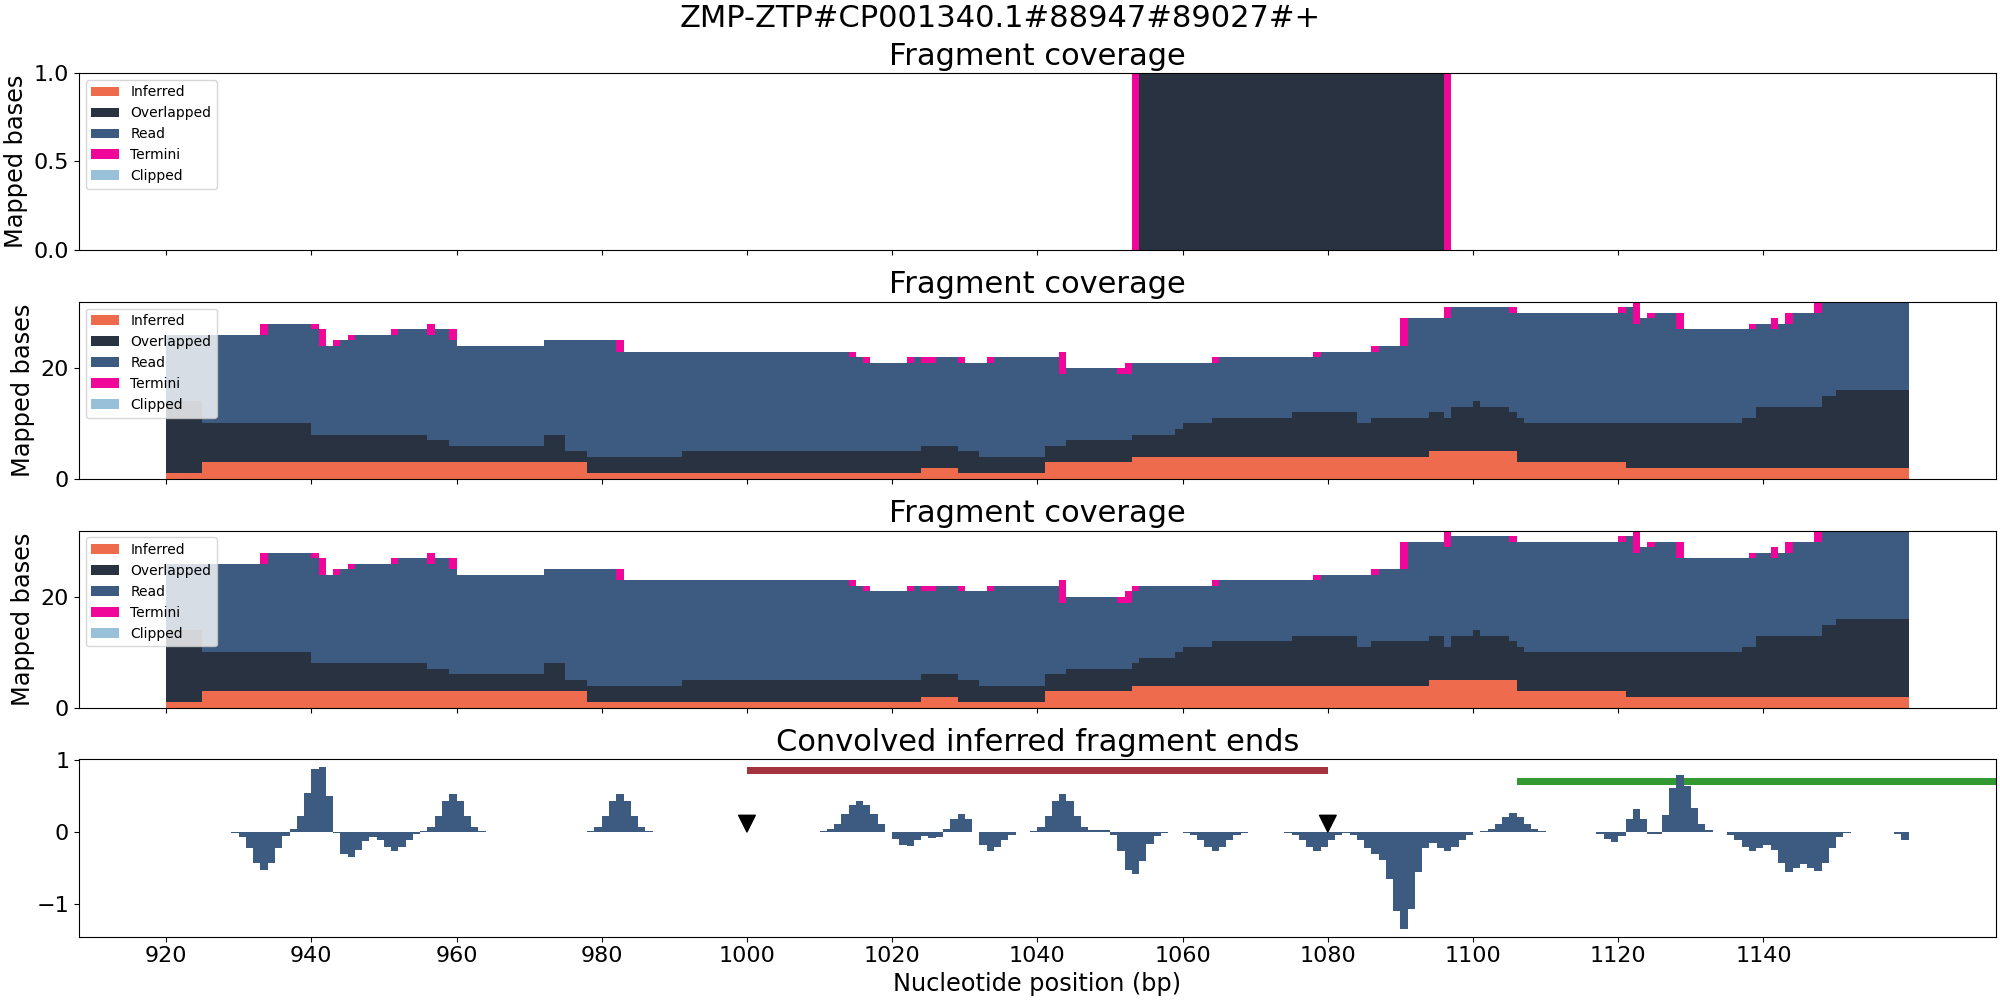 ZMP-ZTP#CP001340.1#88947#89027#+
Fragment coverage
Mapped bases
1.0
0.5
0.0
Inferred
Overlapped
Read
Termini
Clipped
Fragment coverage
Mapped bases
20
0
Inferred
Overlapped
Read
Termini
Clipped
Fragment coverage
Mapped bases
20
0
Inferred
Overlapped
Read
Termini
Clipped
Convolved inferred fragment ends
1
0
−1
920 940 960 980 1000 1020 1040 1060 1080 1100 1120 1140
Nucleotide position (bp)